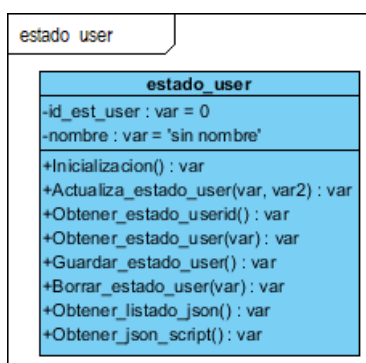 estado user
estado_user
-id_est_user : var = 0
-nombre : var = 'sin nombre'
+Inicializacion() : var
+Actualiza_estado_user(var, var2) : var
+Obtener_estado_userid() : var
+Obtener_estado_user(var) : var
+Guardar_estado_user() : var
+Borrar_estado_user(var) : var
+Obtener_listado_json() : var
+Obtener_json_script() : var